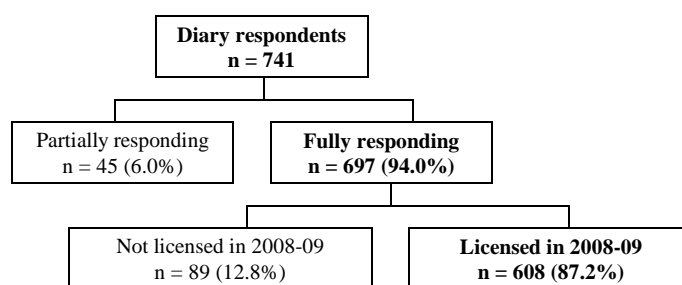 Diary respondents
n = 741
Partially responding
n = 45 (6.0%)
Fully responding
n = 697 (94.0%)
Not licensed in 2008-09
n = 89 (12.8%)
Licensed in 2008-09
n = 608 (87.2%)